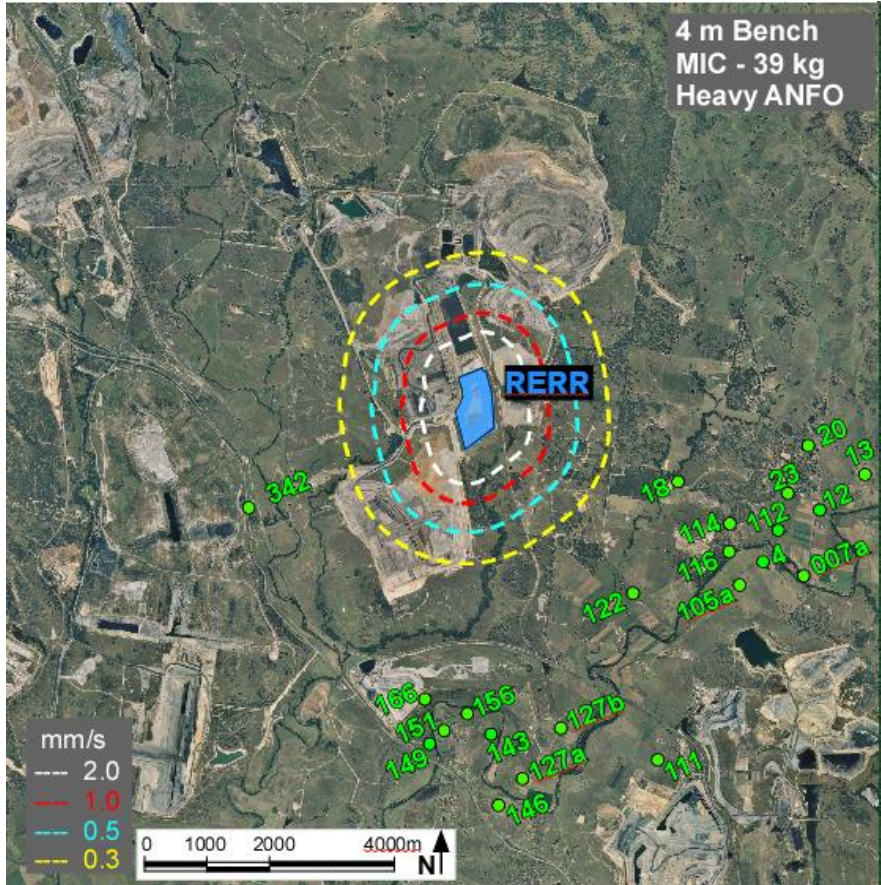 4 m Bench
MIC - 39 kg
Heavy ANFO
RERR
20
13
342
18
23
12
114
112
116
4
007a
105a
122
166
156
151
127b
143
149
111
127a
146
mm/s
---- 2.0
---- 1.0
---- 0.5
---- 0.3
0 1000 2000 4000m
N